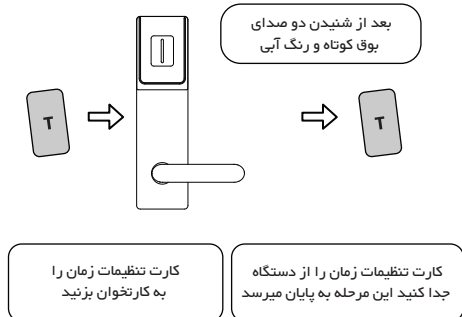 بعد از شنیدن دو صدای
بوق کوتاه و رنگ آبی
T
T
کارت تنظیمات زمان را
به کارتخوان بزنید
کارت تنظیمات زمان را از دستگاه
جدا کنید این مرحله به پایان میرسد